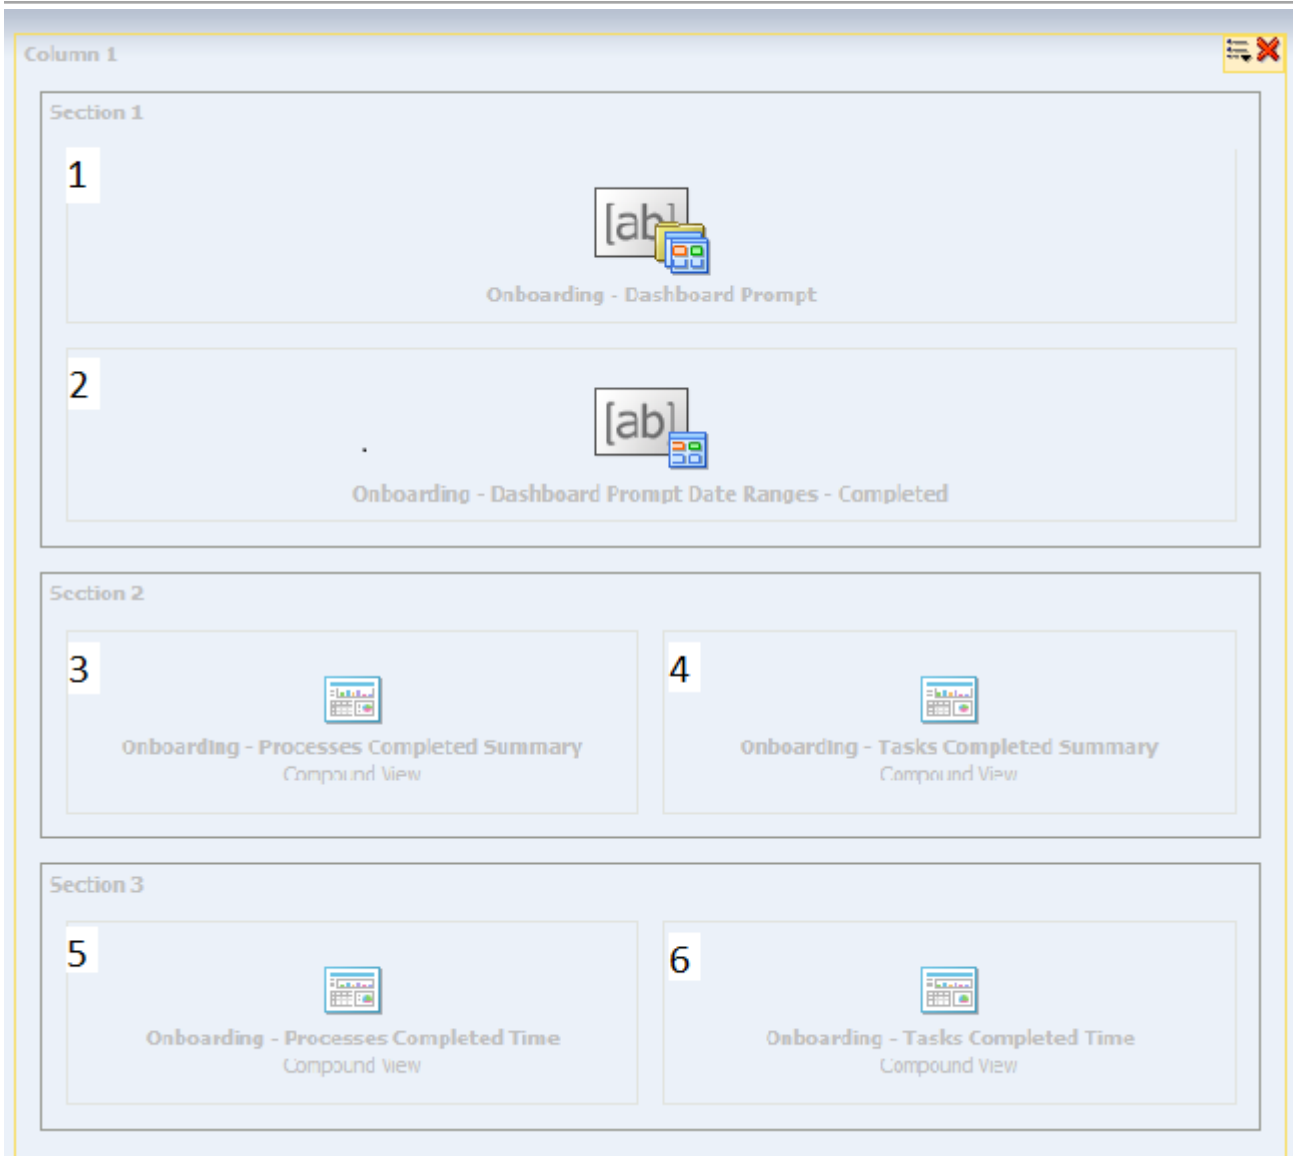 Column 1
Section 1
1
[ab]
Onboarding - Dashboard Prompt
2
[ab]
Onboarding - Dashboard Prompt Date Ranges - Completed
Section 2
3
4
Onboarding - Processes Completed Summary
Compound View
Onboarding - Tasks Completed Summary
Compound View
Section 3
5
6
Onboarding - Processes Completed Time
Compound View
Onboarding - Tasks Completed Time
Compound View